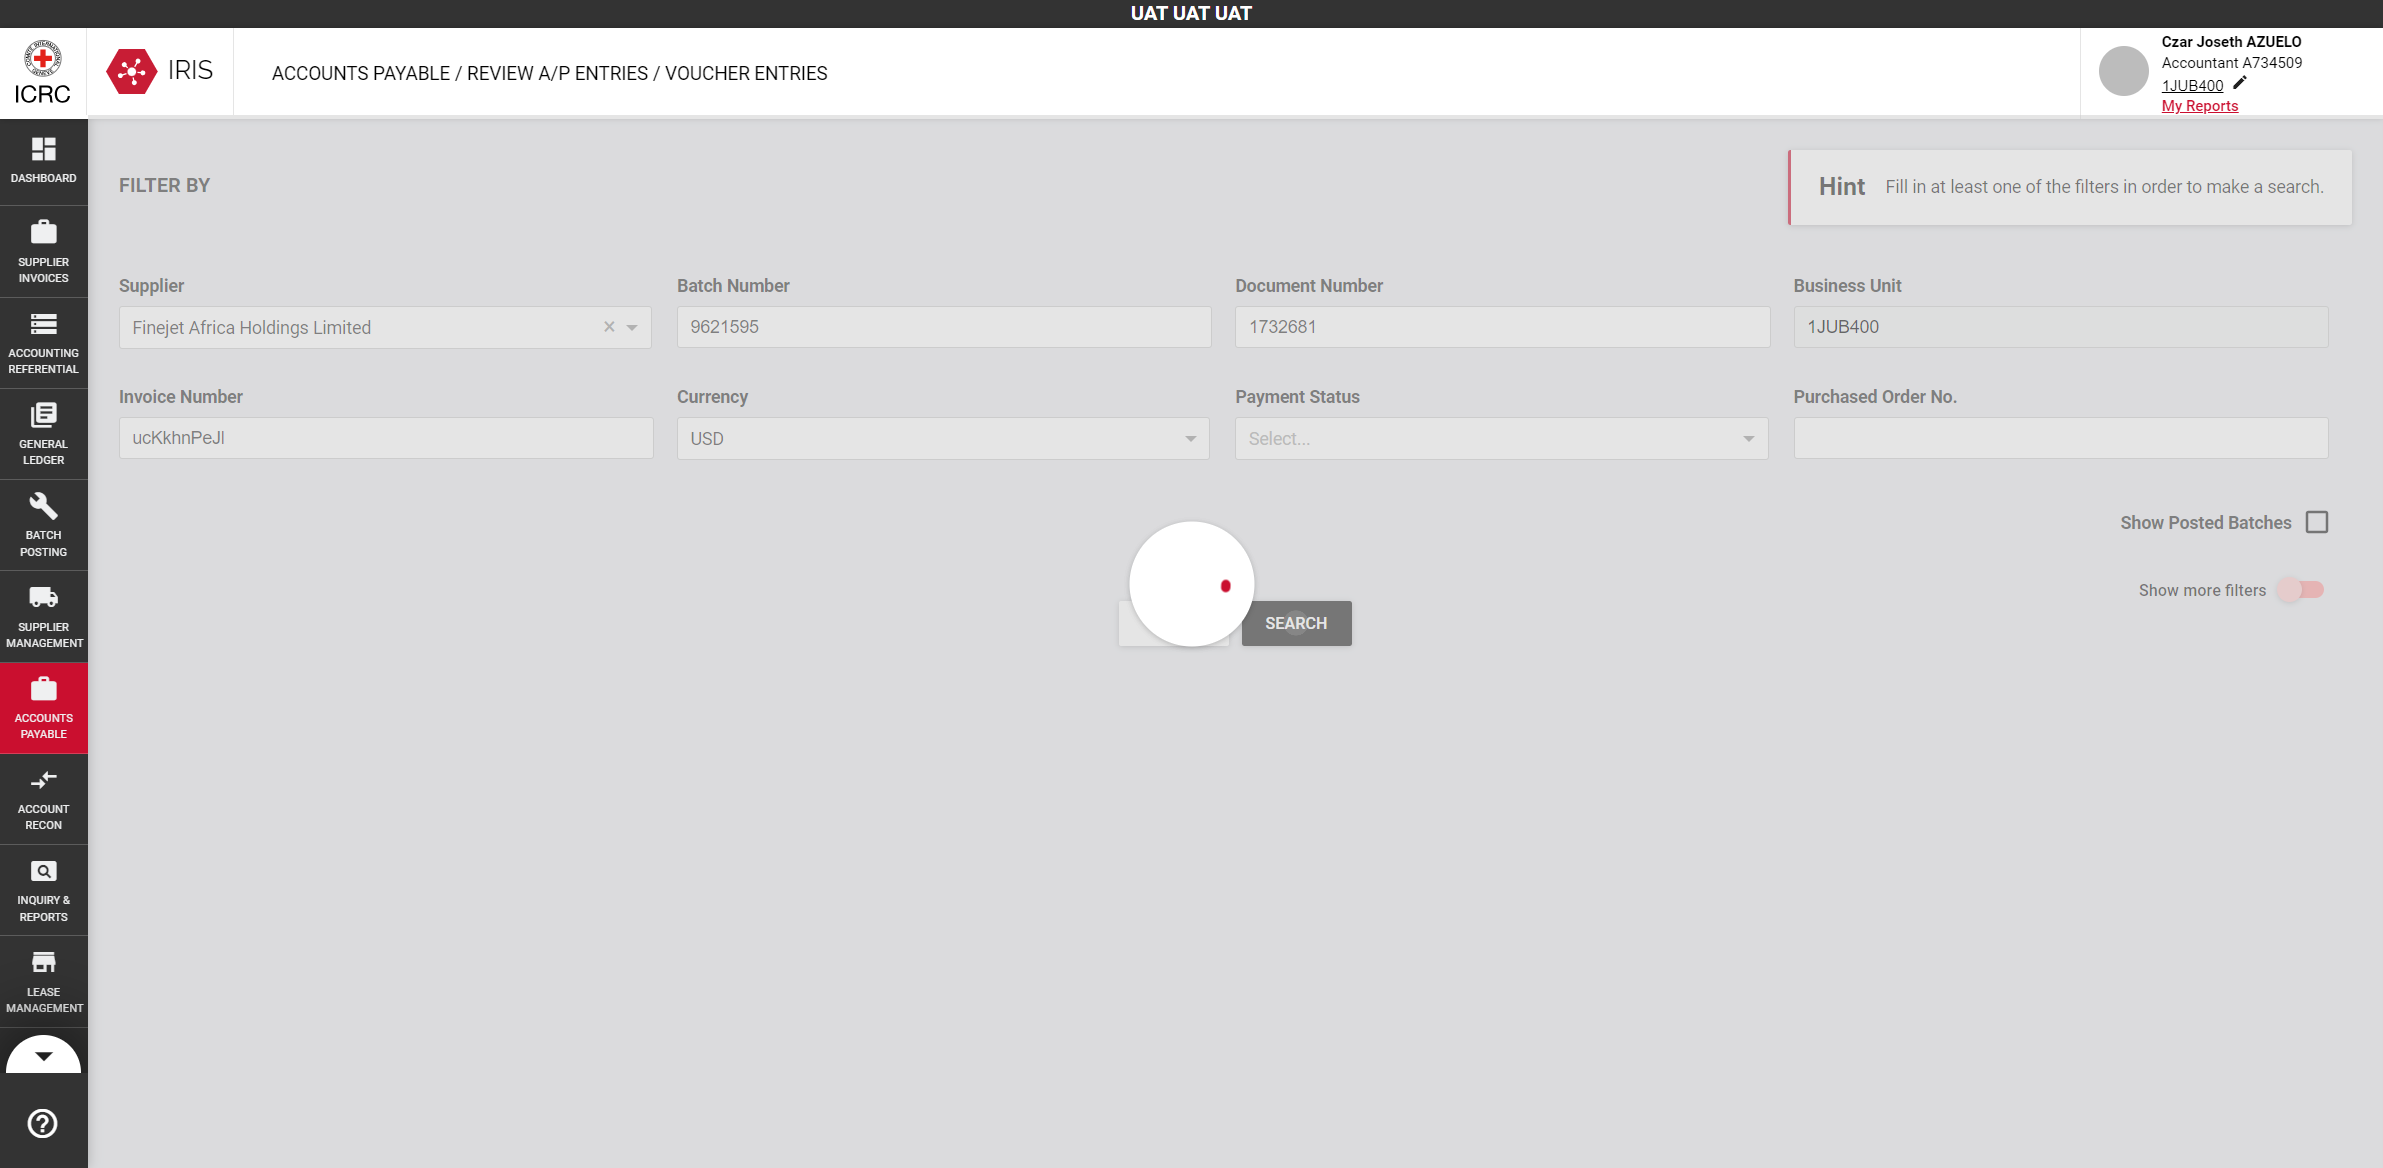 UAT UAT UAT
ICRC
IRIS
ACCOUNTS PAYABLE / REVIEW A/P ENTRIES / VOUCHER ENTRIES
Czar Joseth AZUELO
Accountant A734509
1JUB400
My Reports
DASHBOARD
SUPPLIER
INVOICES
ACCOUNTING
REFERENTIAL
GENERAL
LEDGER
BATCH
POSTING
SUPPLIER
MANAGEMENT
ACCOUNTS
PAYABLE
ACCOUNT
RECON
INQUIRY &
REPORTS
LEASE
MANAGEMENT
FILTER BY
Hint Fill in at least one of the filters in order to make a search.
Supplier Batch Number Document Number Business Unit
Finejet Africa Holdings Limited 9621595 1732681 1JUB400
Invoice Number Currency Payment Status Purchased Order No.
ucKkhnPeJl USD Select...
Show Posted Batches
Show more filters
SEARCH